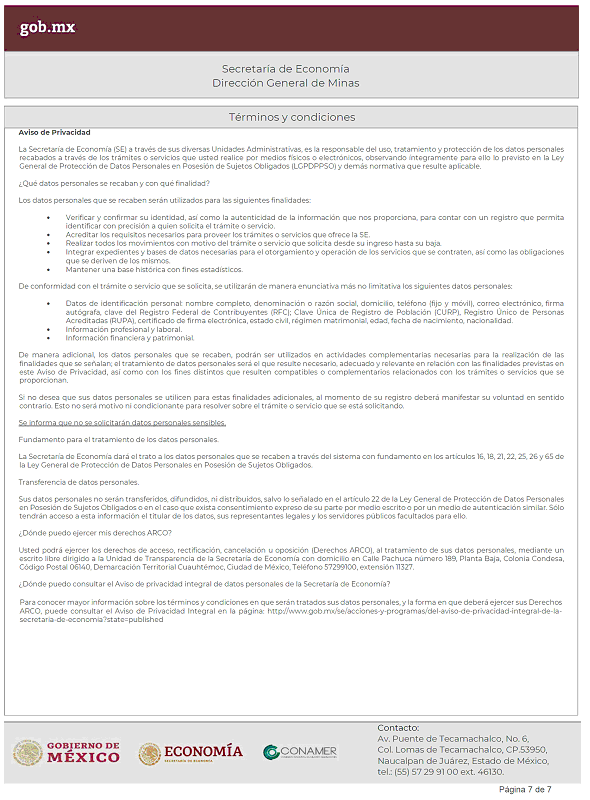 gob.mx
Secretaría de Economía
Dirección General de Minas
Términos y condiciones
Aviso de Privacidad
La Secretaría de Economía (SE) a través de sus diversas Unidades Administrativas, es la responsable del uso, tratamiento y protección de los datos personales
recabados a través de los trámites o servicios que usted realice por medios físicos o electrónicos, observando íntegramente para ello lo previsto en la Ley
General de Protección de Datos Personales en Posesión de Sujetos Obligados (LGPDPPSO) y demás normativa que resulte aplicable.
¿Qué datos personales se recaban y con qué finalidad?
Los datos personales que se recaben serán utilizados para las siguientes finalidades:
• Verificar y confirmar su identidad, así como la autenticidad de la información que nos proporciona, para contar con un registro que permita
identificar con precisión a quien solicita el trámite o servicio.
• Acreditar los requisitos necesarios para proveer los trámites o servicios que ofrece la SE.
• Realizar todos los movimientos con motivo del trámite o servicio que solicita desde su ingreso hasta su baja.
• Integrar expedientes y bases de datos necesarias para el otorgamiento y operación de los servicios que se contraten, así como las obligaciones
que se deriven de los mismos.
• Mantener una base histórica con fines estadísticos.
De conformidad con el trámite o servicio que se solicita, se utilizarán de manera enunciativa más no limitativa los siguientes datos personales:
• Datos de identificación personal: nombre completo, denominación o razón social, domicilio, teléfono (fijo y móvil), correo electrónico, firma
autógrafa, clave del Registro Federal de Contribuyentes (RFC); Clave Única de Registro de Población (CURP), Registro Único de Personas
Acreditadas (RUPA), certificado de firma electrónica, estado civil, régimen matrimonial, edad, fecha de nacimiento, nacionalidad.
• Información profesional y laboral.
• Información financiera y patrimonial.
De manera adicional, los datos personales que se recaben, podrán ser utilizados en actividades complementarias necesarias para la realización de las
finalidades que se señalan; el tratamiento de datos personales será el que resulte necesario, adecuado y relevante en relación con las finalidades previstas en
este Aviso de Privacidad, así como con los fines distintos que resulten compatibles o complementarios relacionados con los trámites o servicios que se
proporcionan.
Si no desea que sus datos personales se utilicen para estas finalidades adicionales, al momento de su registro deberá manifestar su voluntad en sentido
contrario. Esto no será motivo ni condicionante para resolver sobre el trámite o servicio que se está solicitando.
Se informa que no se solicitarán datos personales sensibles.
Fundamento para el tratamiento de los datos personales.
La Secretaría de Economía dará el trato a los datos personales que se recaben a través del sistema con fundamento en los artículos 16, 18, 21, 22, 25, 26 y 65 de
la Ley General de Protección de Datos Personales en Posesión de Sujetos Obligados.
Transferencia de datos personales.
Sus datos personales no serán transferidos, difundidos, ni distribuidos, salvo lo señalado en el artículo 22 de la Ley General de Protección de Datos Personales
en Posesión de Sujetos Obligados o en el caso que exista consentimiento expreso de su parte por medio escrito o por un medio de autenticación similar. Sólo
tendrán acceso a esta información el titular de los datos, sus representantes legales y los servidores públicos facultados para ello.
¿Dónde puedo ejercer mis derechos ARCO?
Usted podrá ejercer los derechos de acceso, rectificación, cancelación u oposición (Derechos ARCO), al tratamiento de sus datos personales, mediante un
escrito libre dirigido a la Unidad de Transparencia de la Secretaría de Economía con domicilio en Calle Pachuca número 189, Planta Baja, Colonia Condesa,
Código Postal 06140, Demarcación Territorial Cuauhtémoc, Ciudad de México, Teléfono 57299100, extensión 11327.
¿Dónde puedo consultar el Aviso de privacidad integral de datos personales de la Secretaría de Economía?
Para conocer mayor información sobre los términos y condiciones en que serán tratados sus datos personales, y la forma en que deberá ejercer sus Derechos
ARCO, puede consultar el Aviso de Privacidad Integral en la página: http://www.gob.mx/se/acciones-y-programas/del-aviso-de-privacidad-integral-de-la-
secretaria-de-economia?state=published
GOBIERNO DE
MÉXICO
ECONOMÍA
SECRETARÍA DE ECONOMÍA
CONAMER
Contacto:
Av. Puente de Tecamachalco, No. 6,
Col. Lomas de Tecamachalco, CP.53950,
Naucalpan de Juárez, Estado de México,
tel.: (55) 57 29 91 00 ext. 46130.
Página 7 de 7